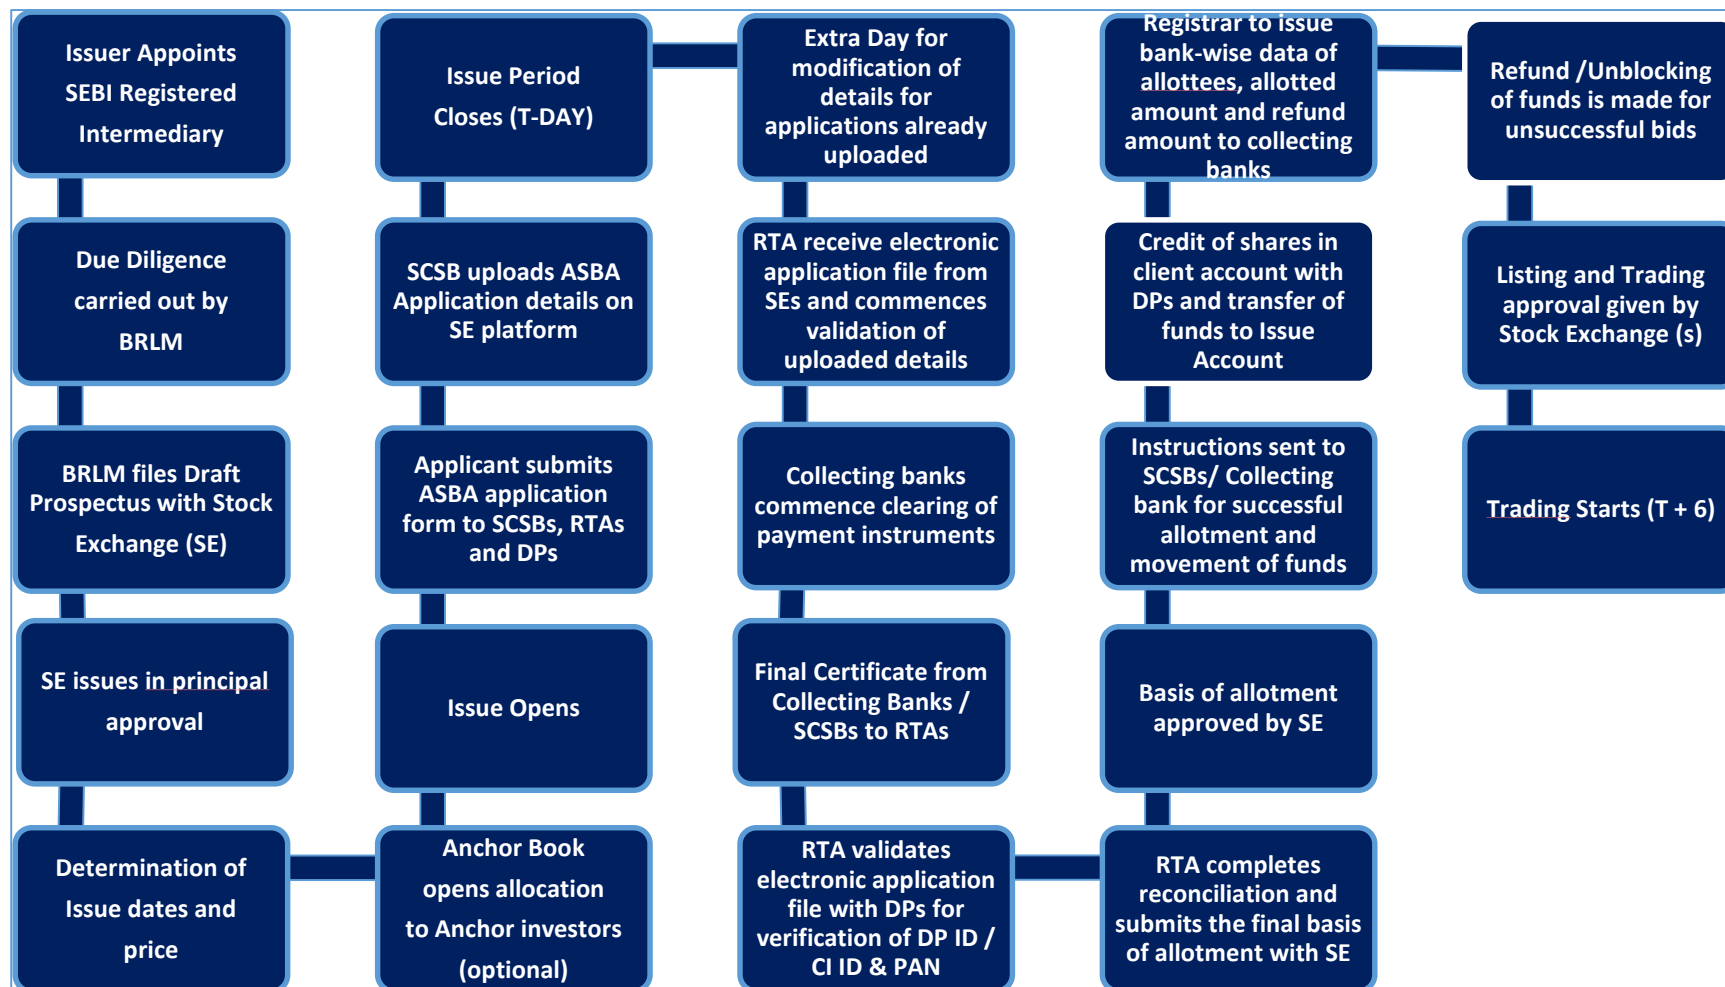 Issuer Appoints
SEBI Registered
Intermediary
Due Diligence
carried out by
BRLM
BRLM files Draft
Prospectus with Stock
Exchange (SE)
SE issues in principal
approval
Determination of
Issue dates and
price
Anchor Book
opens allocation
to Anchor investors
(optional)
Issue Opens
Applicant submits
ASBA application
form to SCSBs, RTAs
and DPs
SCSB uploads ASBA
Application details on
SE platform
Issue Period
Closes (T-DAY)
Extra Day for
modification of
details for
applications already
uploaded
RTA receive electronic
application file from
SEs and commences
validation of
uploaded details
Collecting banks
commence clearing of
payment instruments
Final Certificate from
Collecting Banks /
SCSBs to RTAs
RTA validates
electronic application
file with DPs for
verification of DP ID /
CI ID & PAN
RTA completes
reconciliation and
submits the final basis
of allotment with SE
Basis of allotment
approved by SE
Instructions sent to
SCSBs/ Collecting
bank for successful
allotment and
movement of funds
Credit of shares in
client account with
DPs and transfer of
funds to Issue
Account
Registrar to issue
bank-wise data of
allottees, allotted
amount and refund
amount to collecting
banks
Refund /Unblocking
of funds is made for
unsuccessful bids
Listing and Trading
approval given by
Stock Exchange (s)
Trading Starts (T + 6)